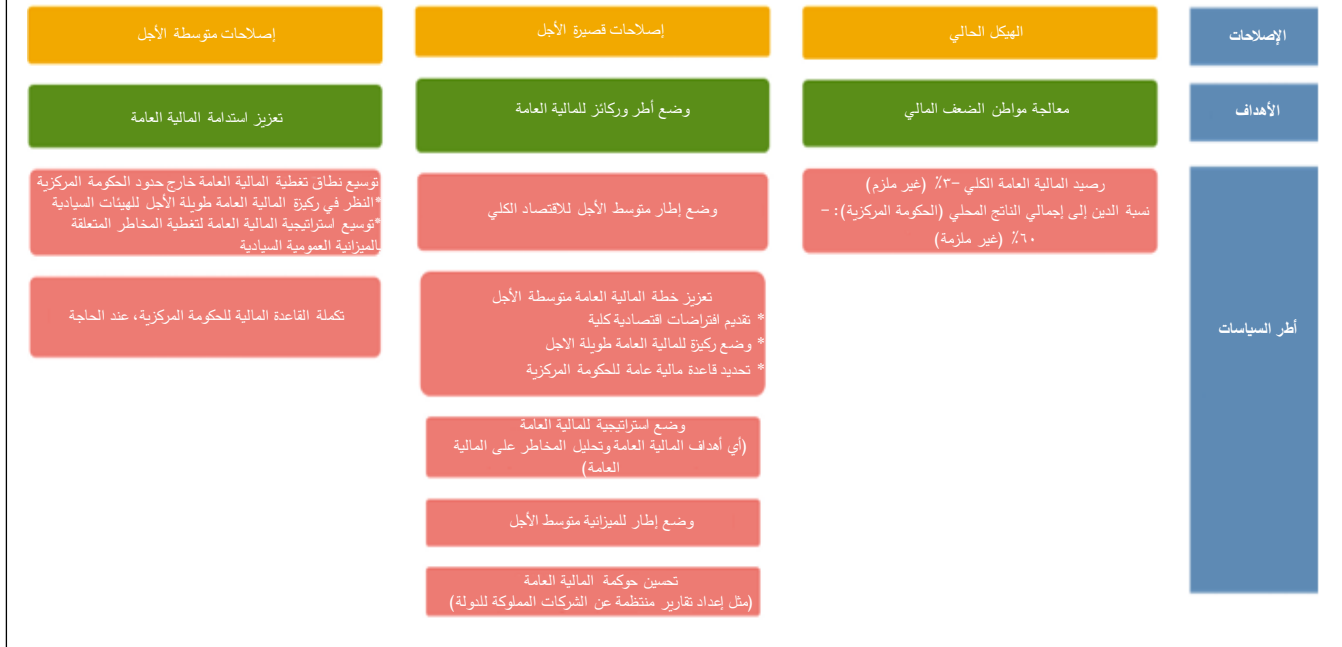 الإصلاحات
الهيكل الحالي
إصلاحات قصيرة الأجل
إصلاحات متوسطة الأجل
الأهداف
معالجة مواطن الضعف المالي
وضع أطر وركائز للمالية العامة
تعزيز استدامة المالية العامة
أطر السياسات
رصيد المالية العامة الكلي -٣٪ (غير ملزم)
نسبة الدين إلى إجمالي الناتج المحلي (الحكومة المركزية): -
٦٠٪ (غير ملزمة)
وضع إطار متوسط الأجل للاقتصاد الكلي
تعزيز خطة المالية العامة متوسطة الأجل
* تقديم افتراضات اقتصادية كلية
* وضع ركيزة للمالية العامة طويلة الاجل
* تحديد قاعدة مالية عامة للحكومة المركزية
وضع استراتيجية للمالية العامة
(أي أهداف المالية العامة وتحليل المخاطر على المالية
العامة)
وضع إطار للميزانية متوسط الأجل
تحسين حوكمة المالية العامة
(مثل إعداد تقارير منتظمة عن الشركات المملوكة للدولة)
توسيع نطاق تغطية المالية العامة خارج حدود الحكومة المركزية
*النظر في ركيزة المالية العامة طويلة الأجل للهيئات السيادية
*توسيع استراتيجية المالية العامة لتغطية المخاطر المتعلقة
بالميزانية العمومية السيادية
تكملة القاعدة المالية للحكومة المركزية، عند الحاجة